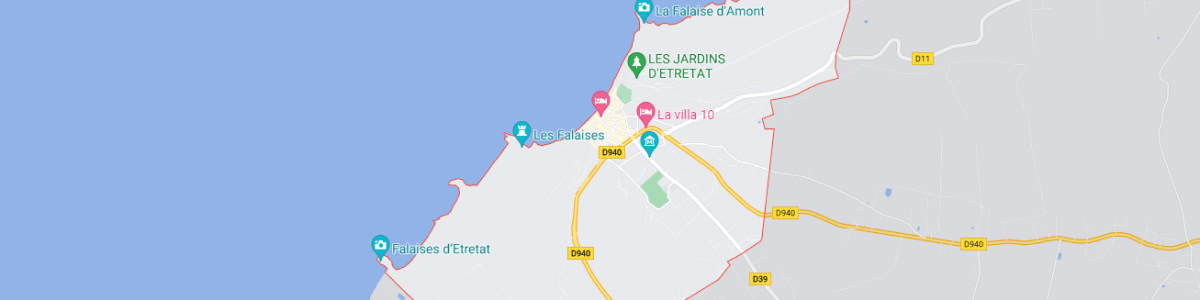 La Falaise d'Amont
LES JARDINS
D'ETRETAT
D11
La villa 10
Les Falaises
D940
D940
D940
Falaises d'Etretat
D940
D39